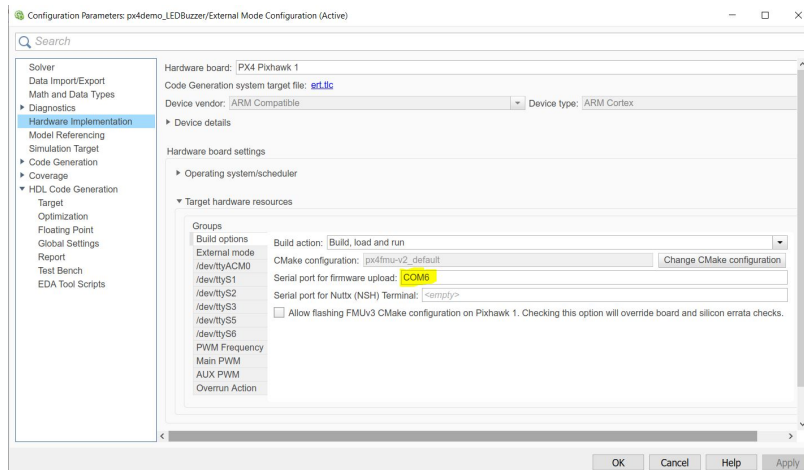 Configuration Parameters: px4demo_LEDBuzzer/External Mode Configuration (Active)
Search
Solver
Data Import/Export
Math and Data Types
Diagnostics
Hardware Implementation
Model Referencing
Simulation Target
Code Generation
Coverage
HDL Code Generation
Target
Optimization
Floating Point
Global Settings
Report
Test Bench
EDA Tool Scripts
Hardware board: PX4 Pixhawk 1
Code Generation system target file: ert.tlc
Device vendor: ARM Compatible Device type: ARM Cortex
Device details
Hardware board settings
Operating system/scheduler
Target hardware resources
Groups
Build options
External mode
/dev/ttyACM0
/dev/ttyS1
/dev/ttyS2
/dev/ttyS3
/dev/ttyS5
/dev/ttyS6
PWM Frequency
Main PWM
AUX PWM
Overrun Action
Build action: Build, load and run
CMake configuration: px4fmu-v2_default Change CMake configuration
Serial port for firmware upload: COM6
Serial port for Nuttx (NSH) Terminal: <empty>
Allow flashing FMUv3 CMake configuration on Pixhawk 1. Checking this option will override board and silicon errata checks.
OK Cancel Help Apply